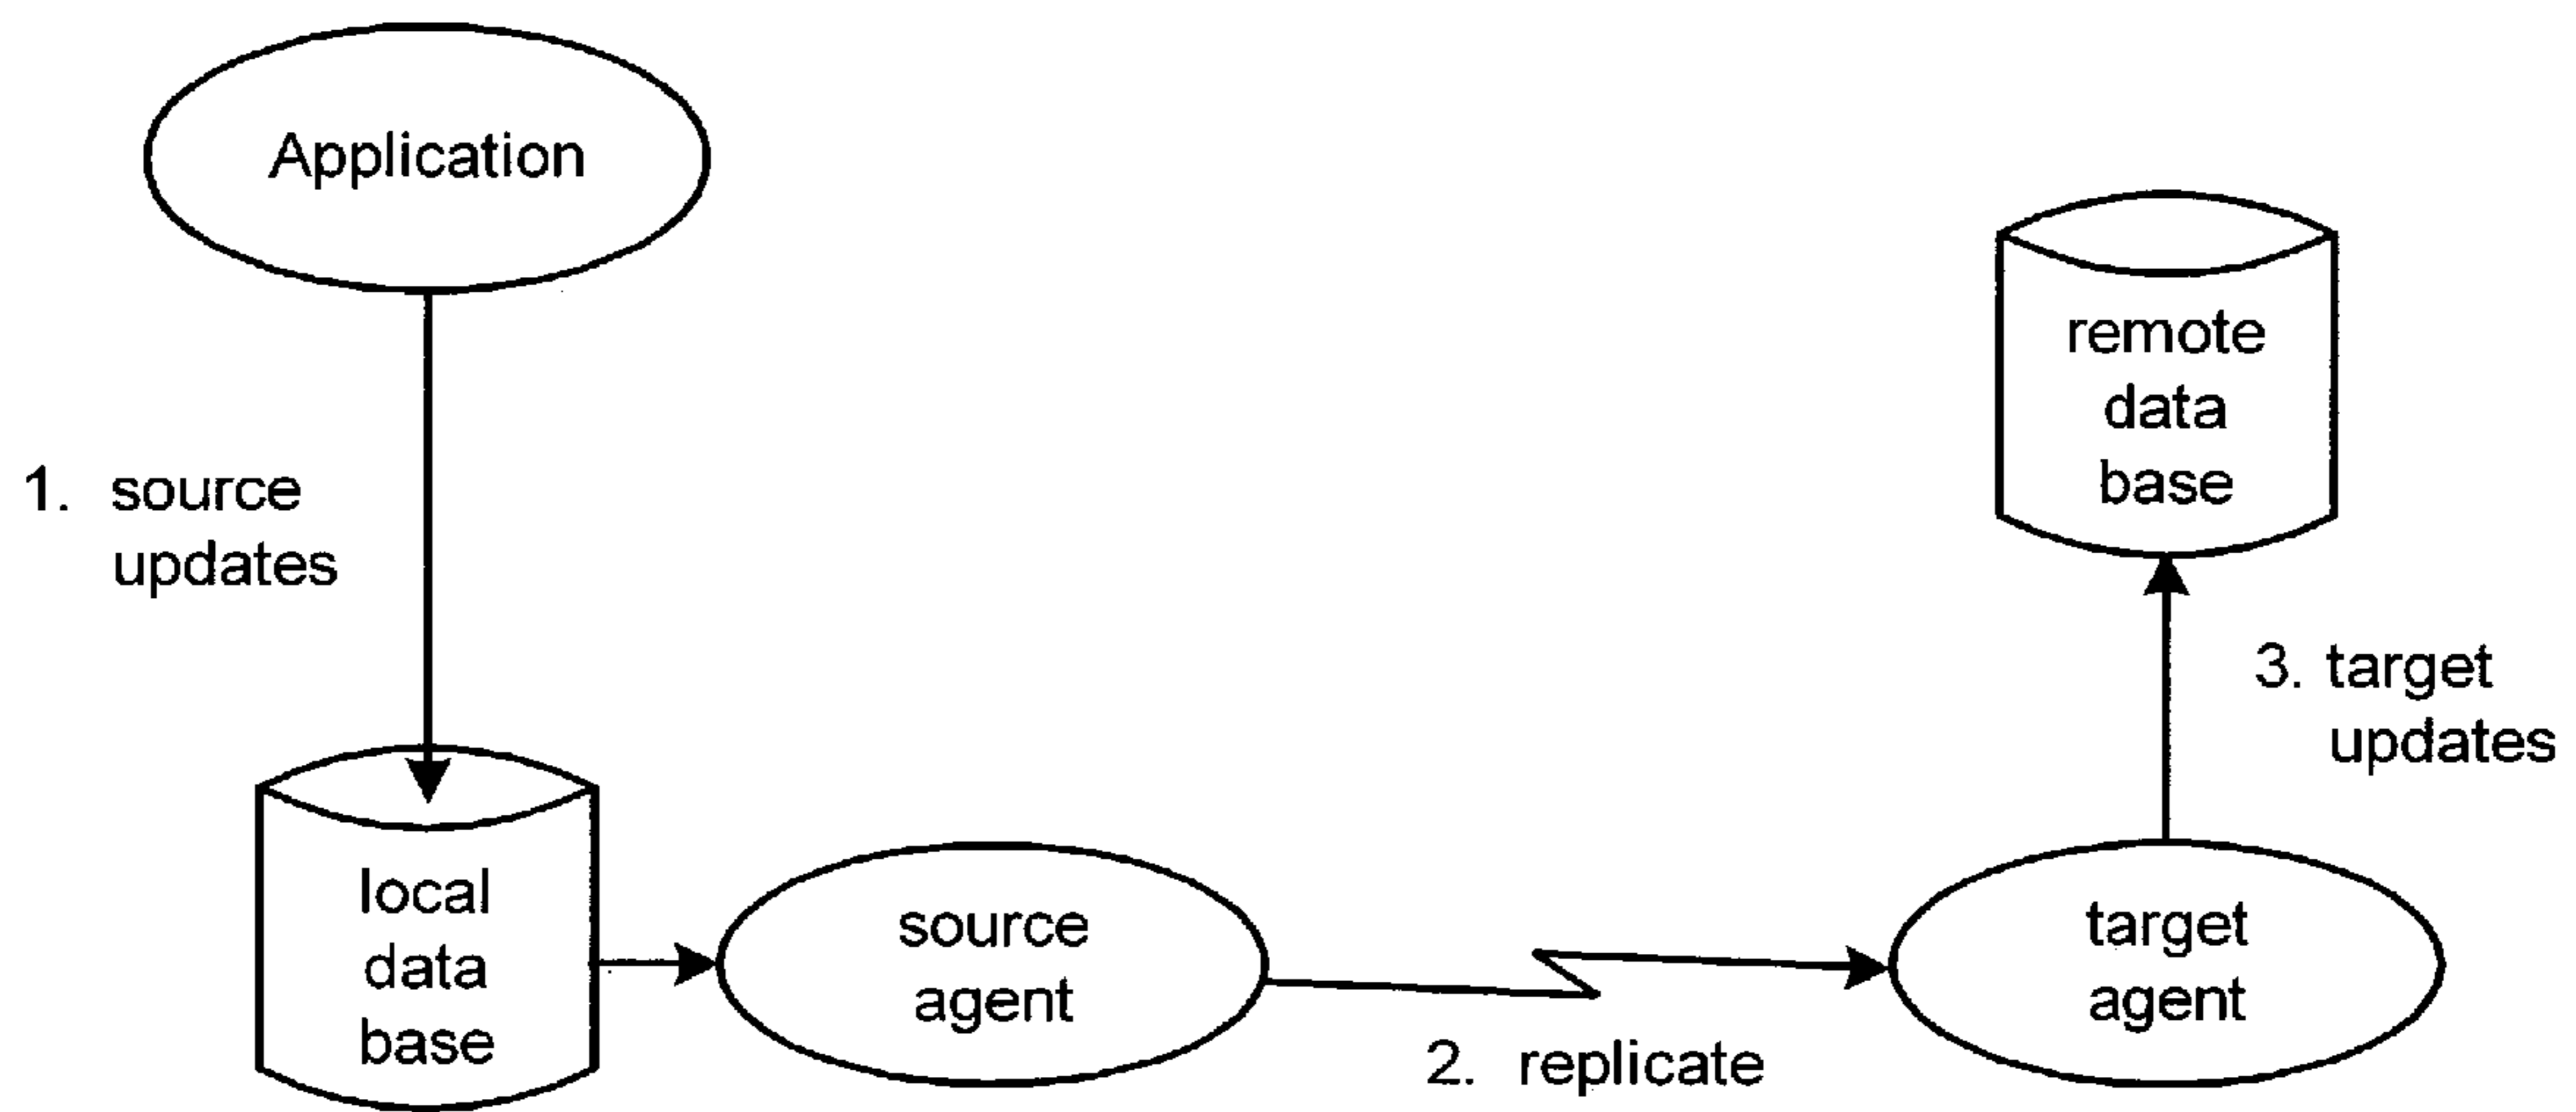 Application
1. source
updates
local
data
base
source
agent
2. replicate
target
agent
3. target
updates
remote
data
base